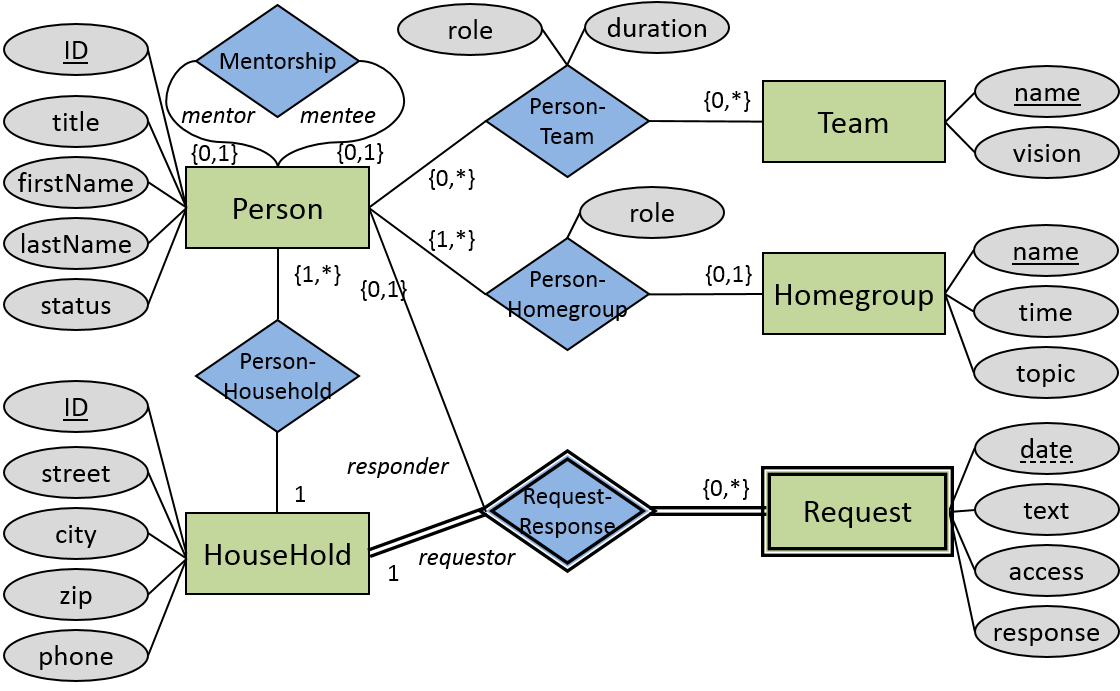 role
duration
ID
Mentorship
name
{0,*}
Person-
Team
mentor
mentee
title
Team
vision
{0,1}
{0,1}
firstName
{0,*}
Person
role
lastName
{1,*}
name
{1,*}
{0,1}
Person-
Homegroup
{0,1}
Homegroup
status
time
Person-
Household
topic
ID
date
street
responder
1
{0,*}
Request-
Response
Request
text
city
HouseHold
requestor
1
access
zip
response
phone